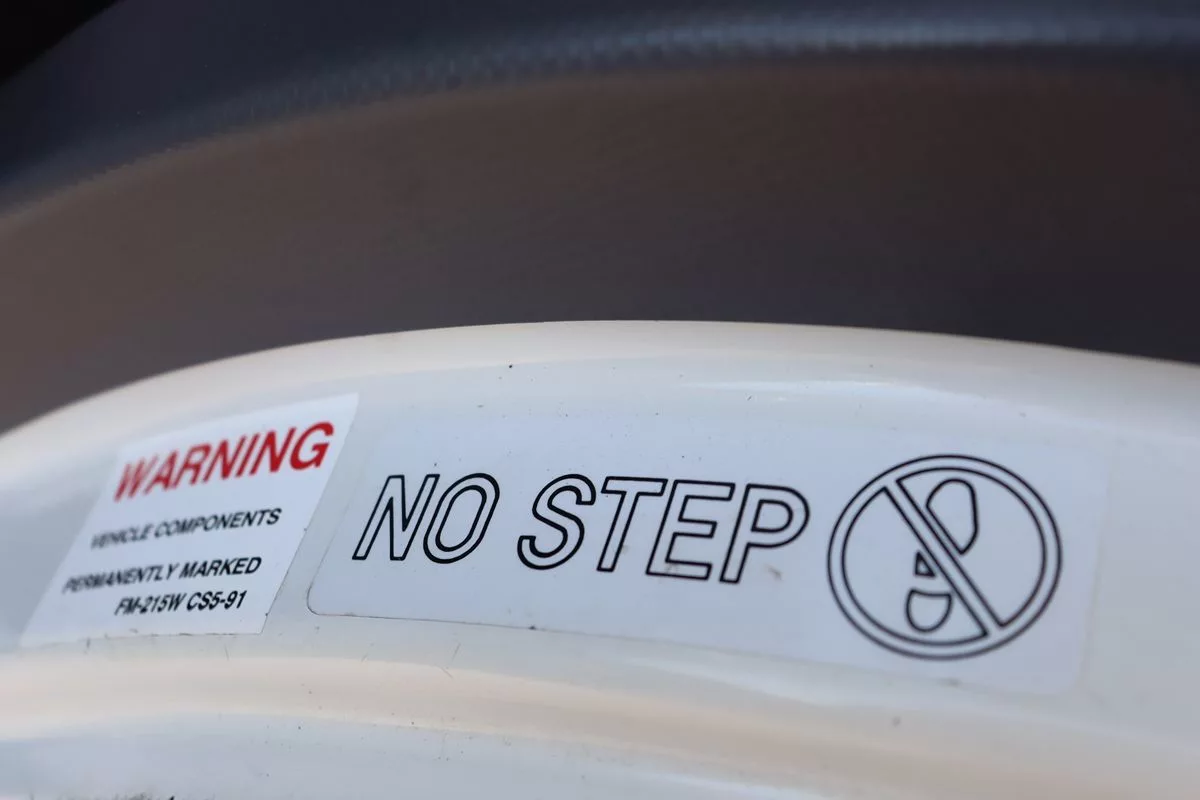 WARNING
VEHICLE COMPONENTS
PERMANENTLY MARKED
FM-215W CS5-91
NO STEP